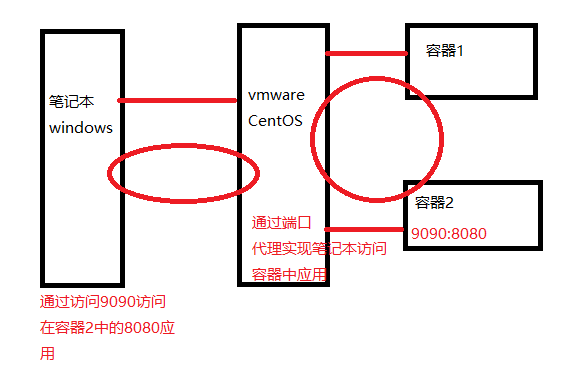 笔记本
windows
vmware
CentOS
容器1
容器2
9090:8080
通过端口
代理实现笔记本访问
容器中应用
通过访问9090访问
在容器2中的8080应
用